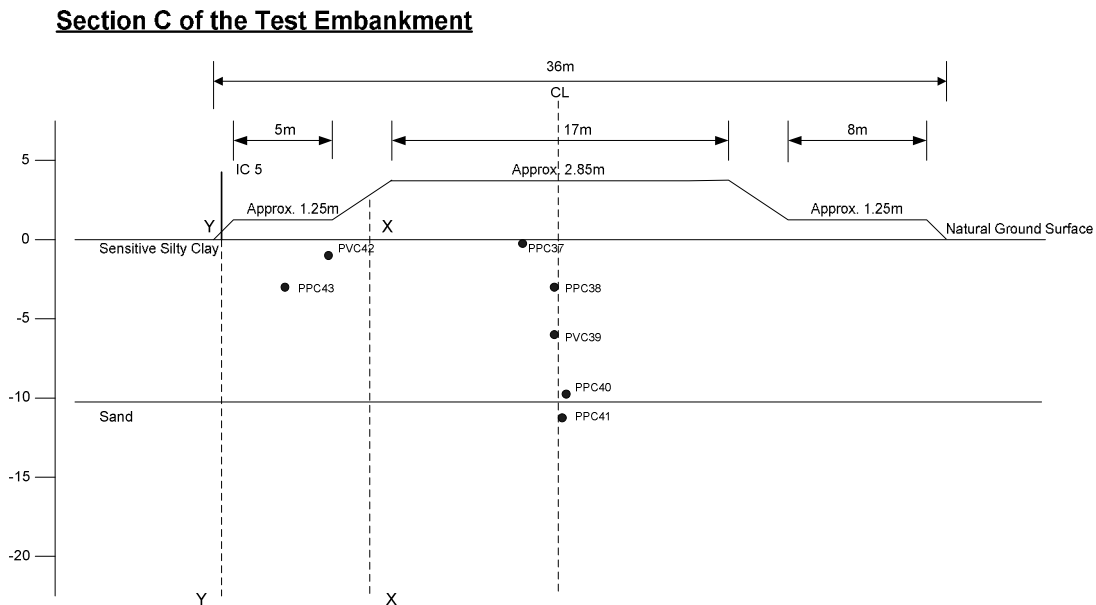 Section C of the Test Embankment
36m
CL
5m
17m
8m
5
IC 5
Approx. 2.85m
Y
Approx. 1.25m
X
Approx. 1.25m
0
Natural Ground Surface
Sensitive Silty Clay
PVC42
PPC37
PPC43
PPC38
-5
PVC39
PPC40
-10
Sand
PPC41
-15
-20
Y
X